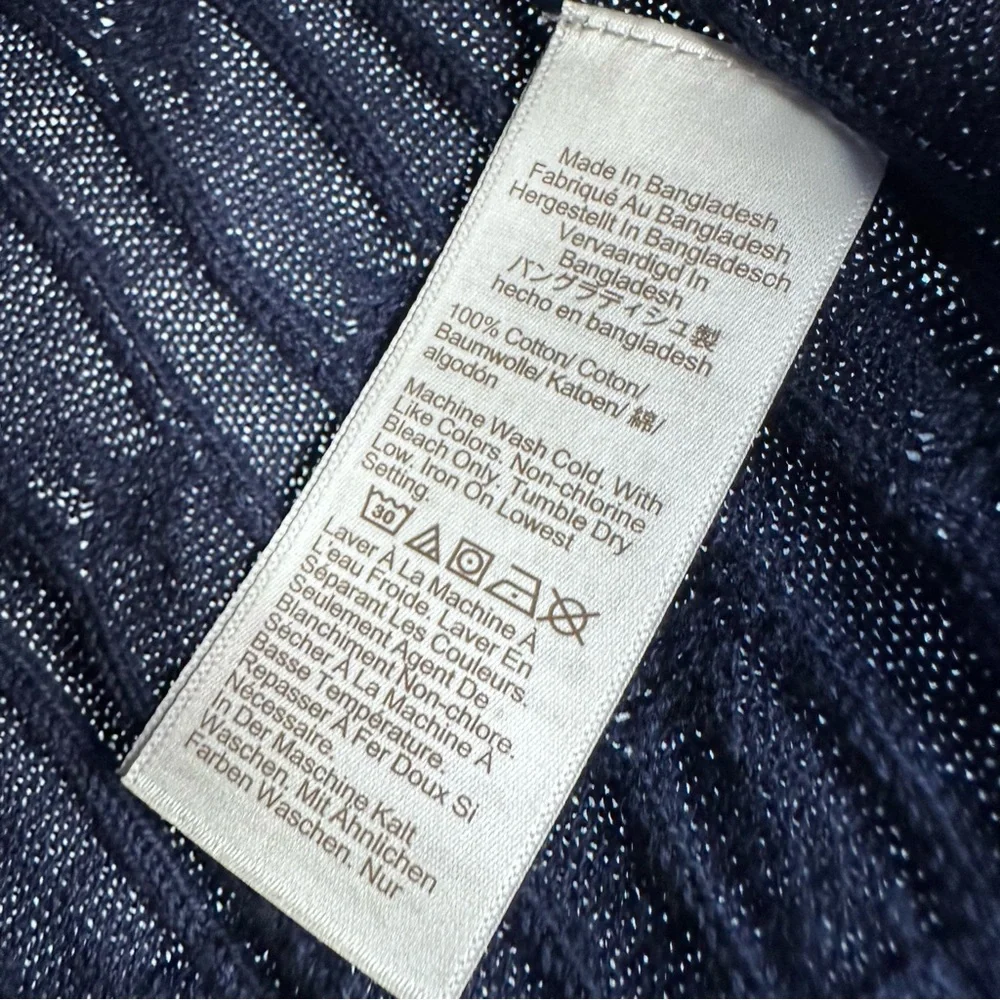 Made In Bangladesh
Fabriqué Au Bangladesh
Hergestellt In Bangladesch
Vervaardigd In
Bangladesh
バングラディシュ製
hecho en bangladesh
100% Cotton/ Coton/
Baumwolle/ Katoen/ 綿/
algodón
Machine Wash Cold. With
Like Colors. Non-chlorine
Bleach Only. Tumble Dry
Low. Iron On Lowest
Setting
30
Laver À La Machine À
L'eau Froide. Laver En
Séparant Les Couleurs.
Seulement Agent De
Blanchiment Non-chlore.
Sécher À La Machine À
Basse Température.
Repasser À Fer Doux Si
Nécessaire.
In Der Maschine Kalt
Waschen. Mit Ähnlichen
Farben Waschen. Nur